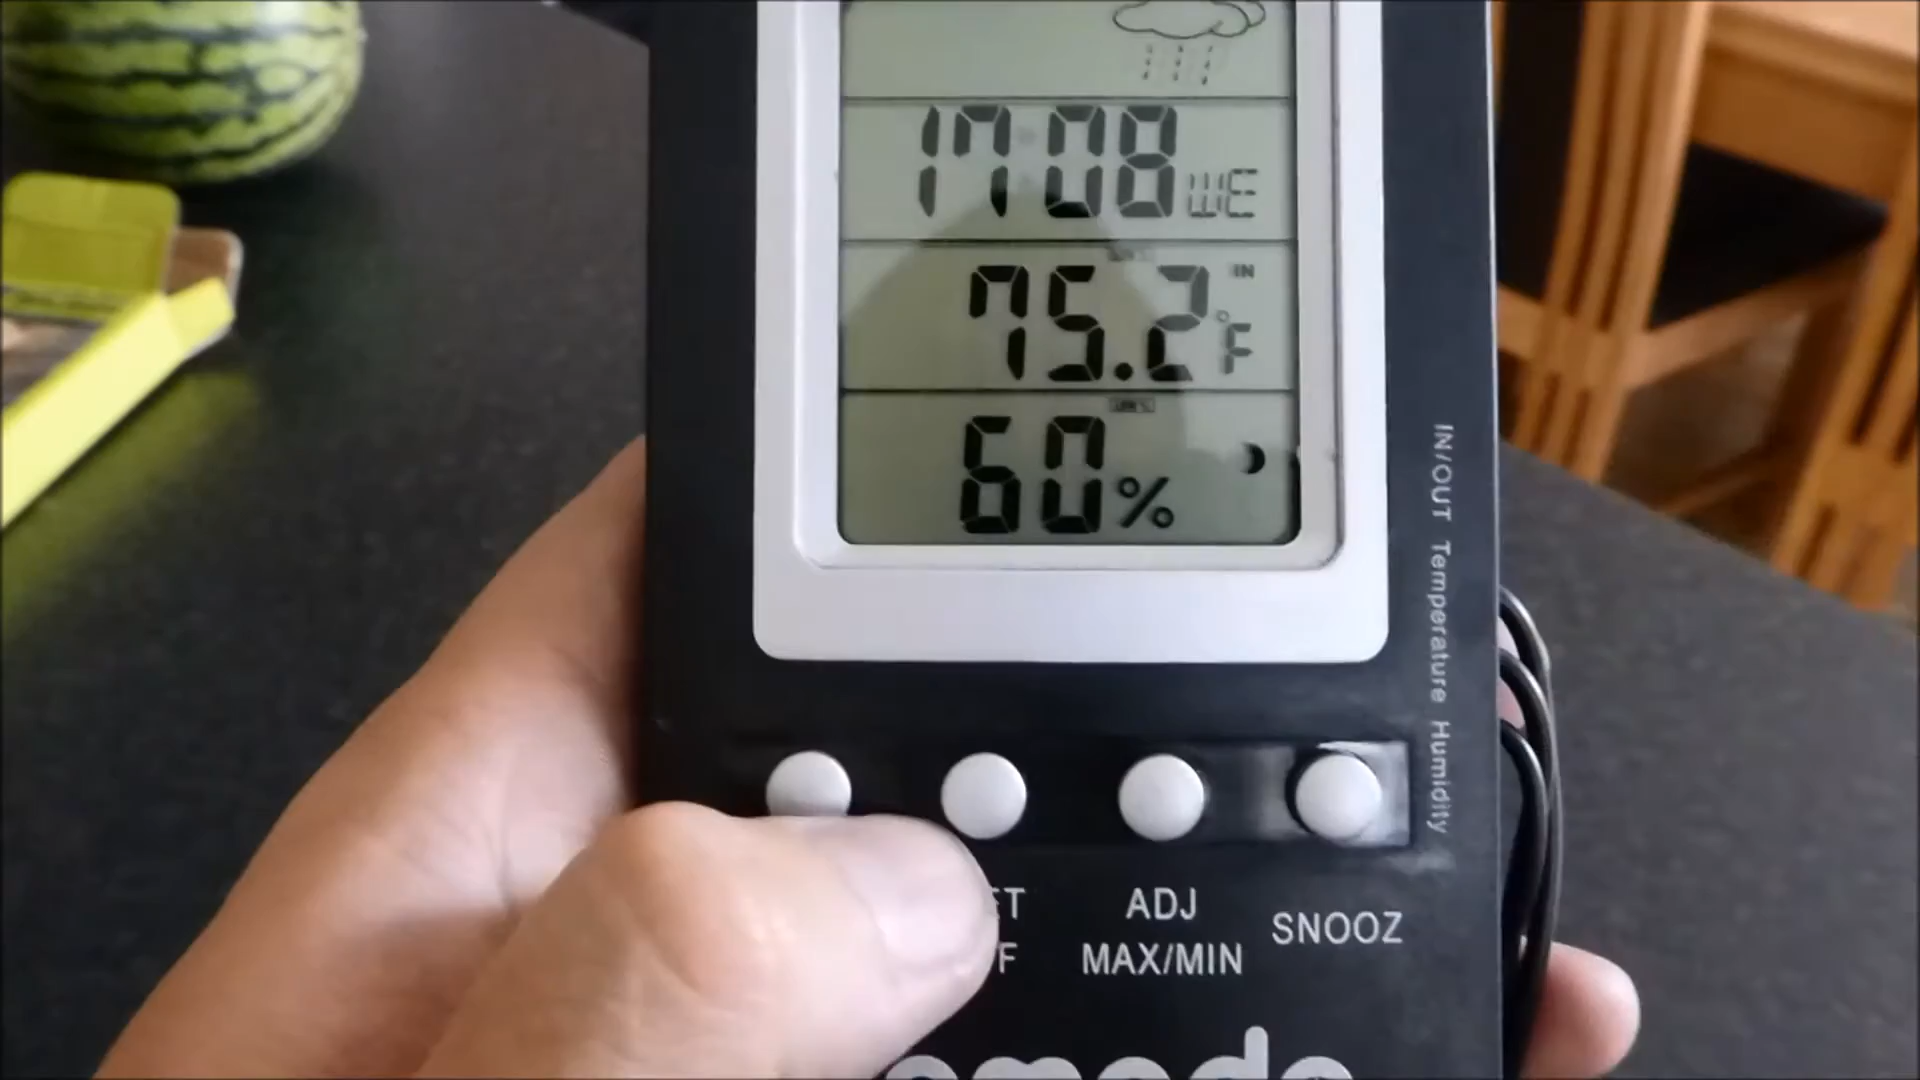 17:08 WE
IN
75.2 °F
60%
IN/OUT Temperature Humidity
ADJ
SNOOZ
MAX/MIN